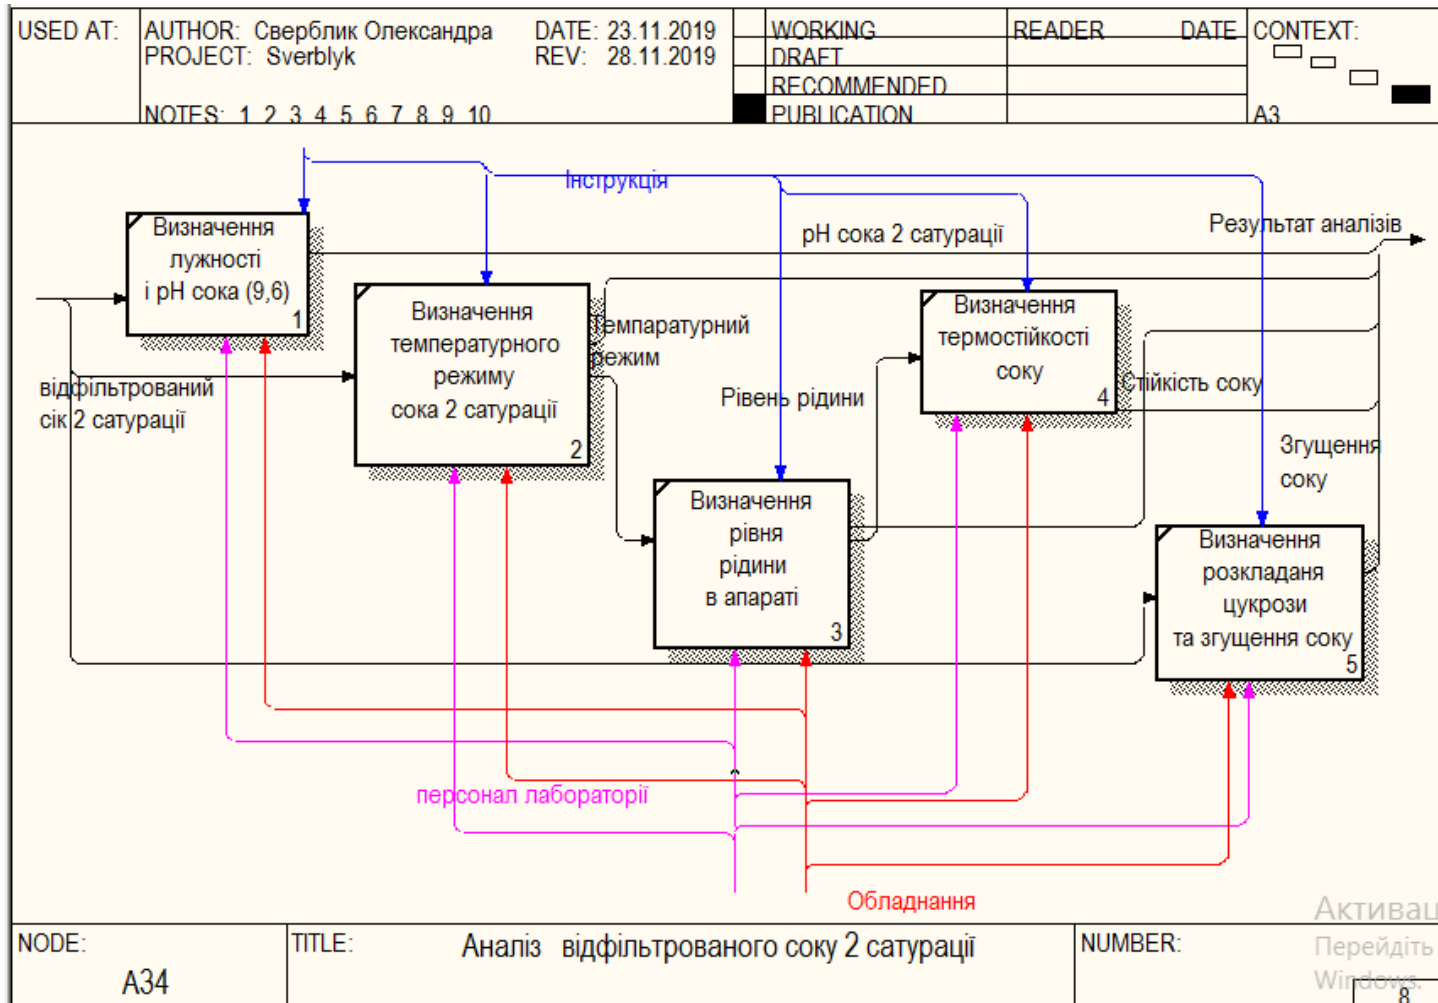 USED AT:
AUTHOR: Сверблик Олександра
DATE: 23.11.2019
PROJECT: Sverblyk
REV: 28.11.2019
NOTES: 1 2 3 4 5 6 7 8 9 10
WORKING
DRAFT
RECOMMENDED
PUBLICATION
READER
DATE
CONTEXT:
A3
Інструкція
Визначення
лужності
і pH сока (9,6)
1
pH сока 2 сатурації
Результат аналізів
Визначення
температурного
режиму
сока 2 сатурації
2
Темпаратурний
режим
відфільтрований
сік 2 сатурації
Рівень рідини
Визначення
термостійкості
соку
4
Стійкість соку
Згущення
соку
Визначення
рівня
рідини
в апараті
3
Визначення
розкладаня
цукрози
та згущення соку
5
персонал лабораторії
Обладнання
NODE:
A34
TITLE:
Аналіз відфільтрованого соку 2 сатурації
NUMBER:
8
Активац
Перейдіть
Windows.